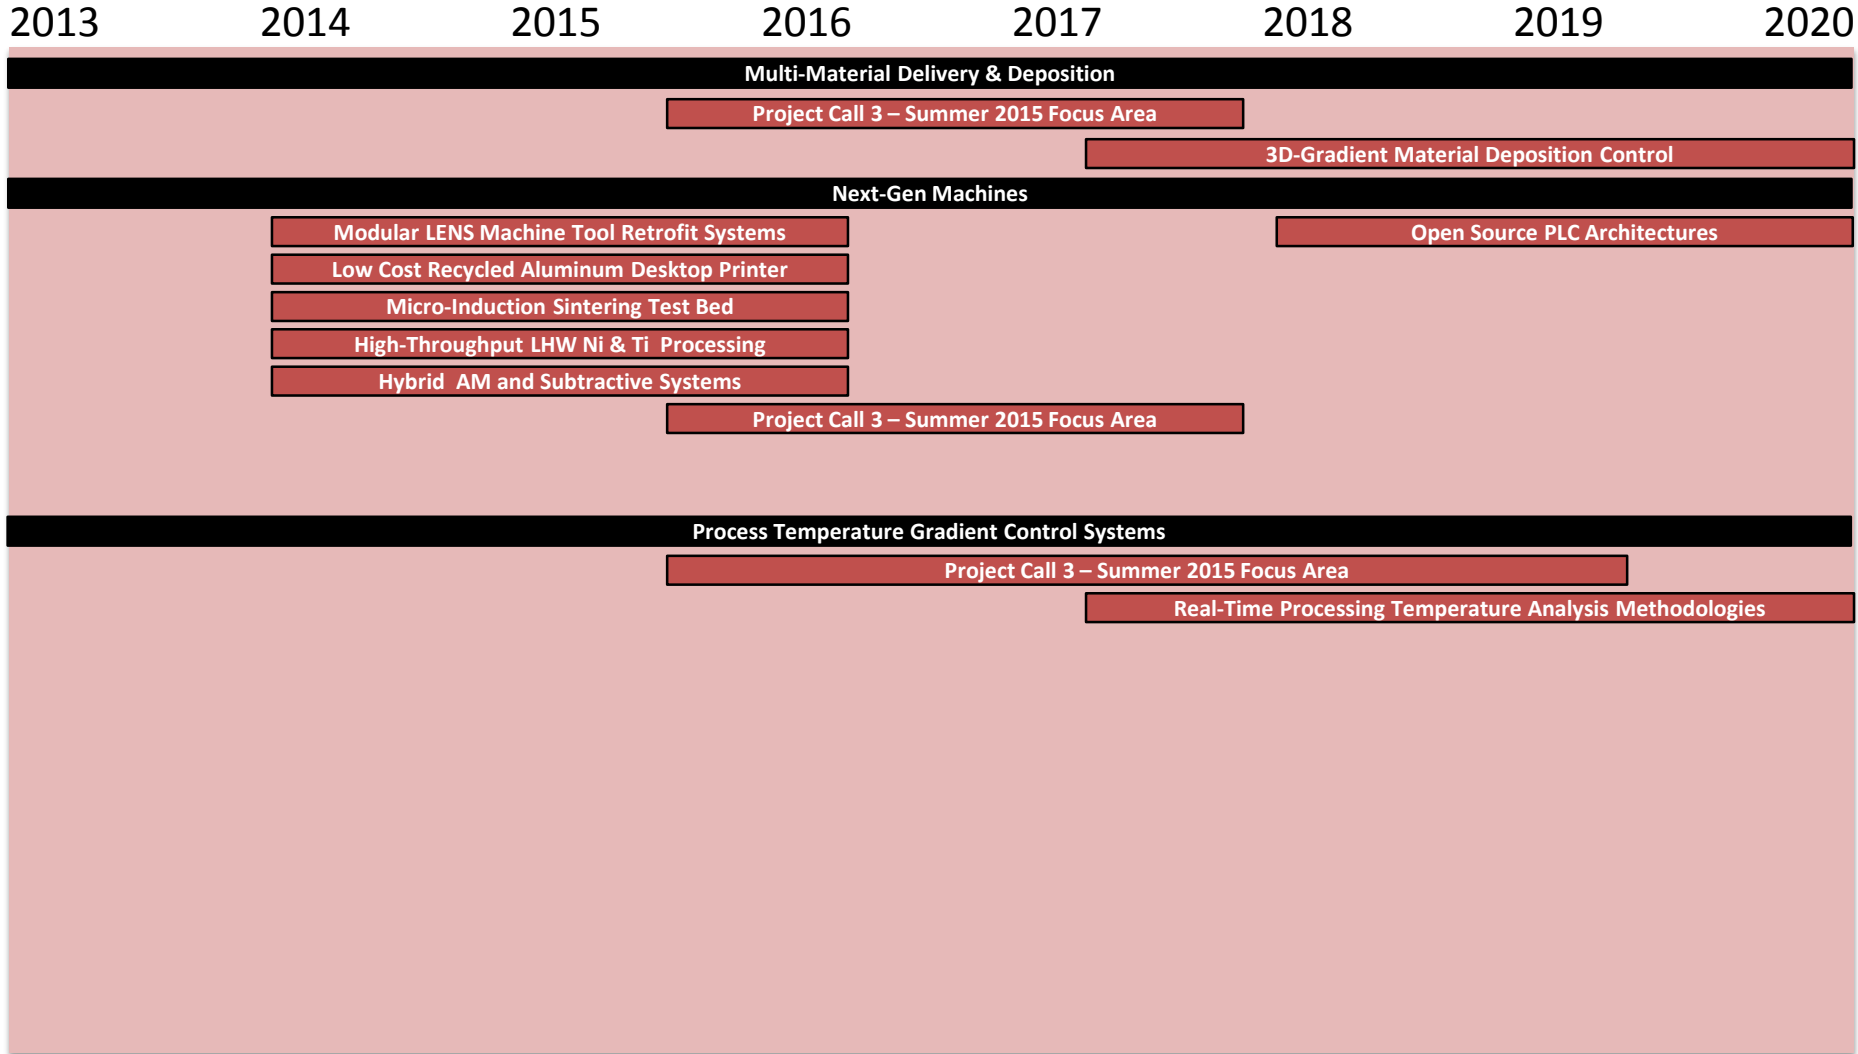 2013 2014 2015 2016 2017 2018 2019 2020
Multi-Material Delivery & Deposition
Project Call 3 – Summer 2015 Focus Area
3D-Gradient Material Deposition Control
Next-Gen Machines
Modular LENS Machine Tool Retrofit Systems Open Source PLC Architectures
Low Cost Recycled Aluminum Desktop Printer
Micro-Induction Sintering Test Bed
High-Throughput LHW Ni & Ti Processing
Hybrid AM and Subtractive Systems
Project Call 3 – Summer 2015 Focus Area
Process Temperature Gradient Control Systems
Project Call 3 – Summer 2015 Focus Area
Real-Time Processing Temperature Analysis Methodologies